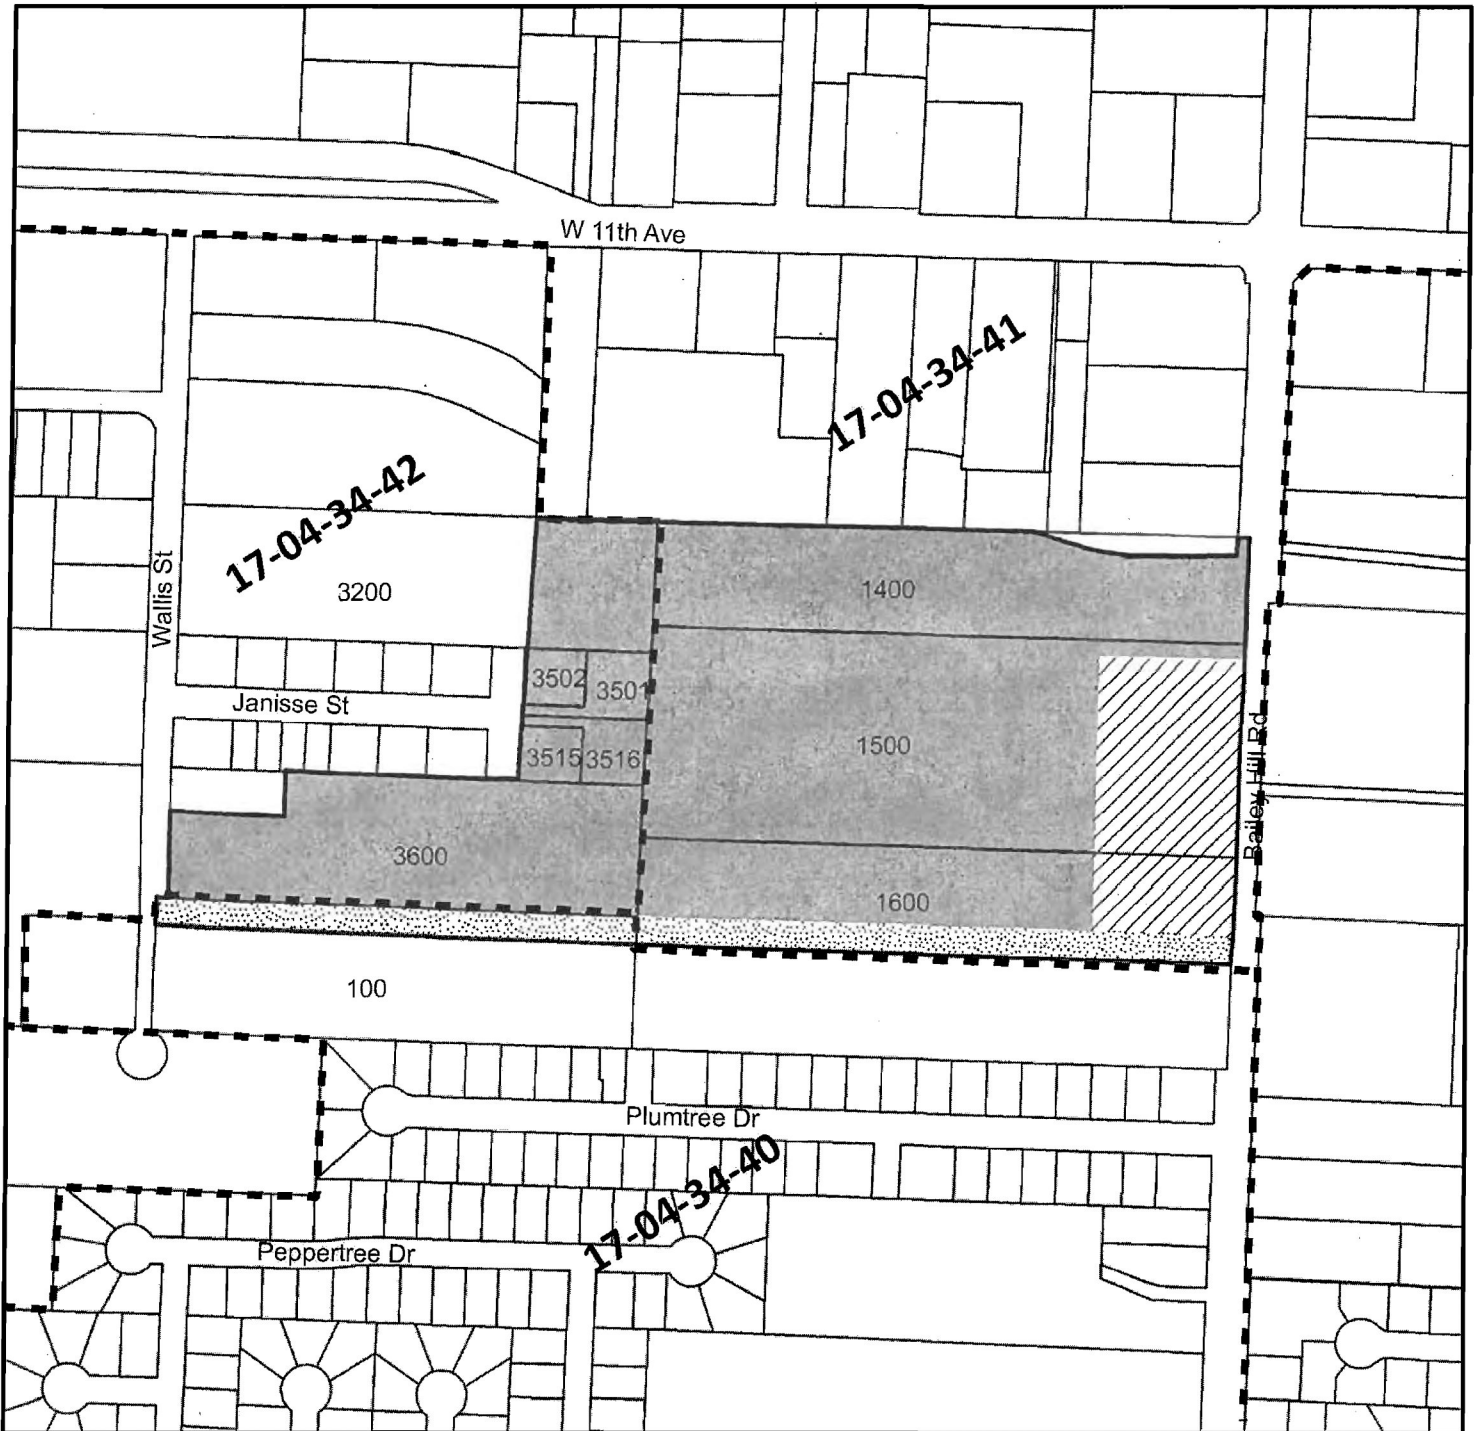 W 11th Ave
17-04-34-41
17-04-34-42
Wallis St
3200
1400
3502
3501
Janisse St
1500
Bailey Hill Rd
3515
3516
3600
1600
100
Plumtree Dr
17-04-34-40
Peppertree Dr